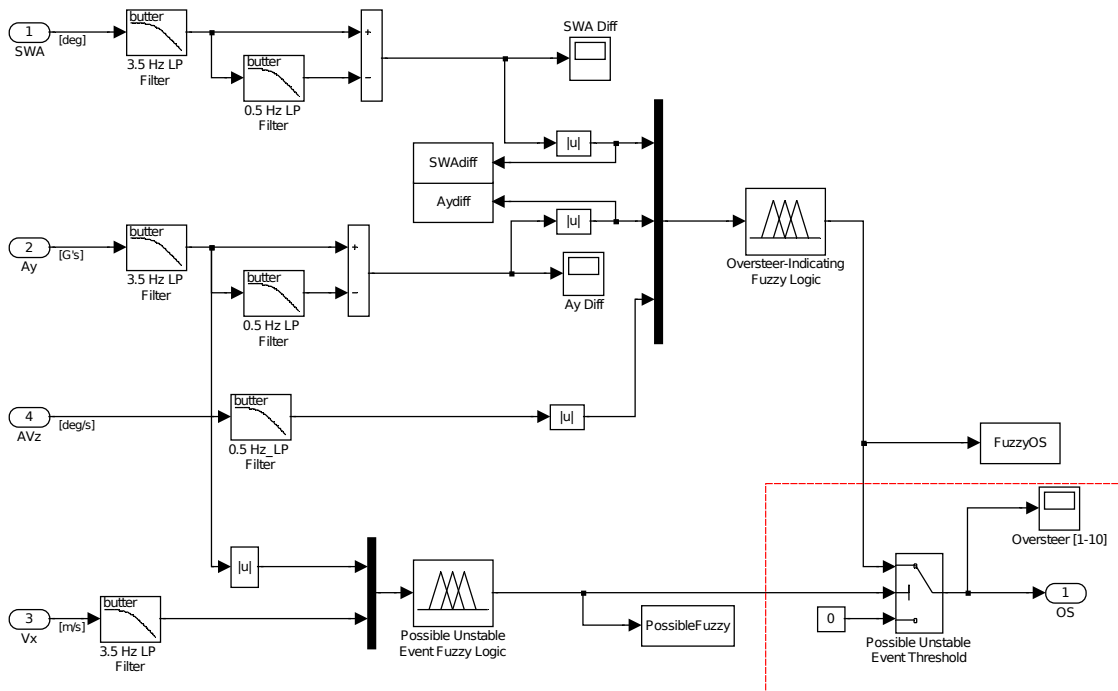 1
SWA
[deg]
butter
3.5 Hz LP
Filter
butter
0.5 Hz LP
Filter
+
−
SWA Diff
|u|
SWAdiff
Aydiff
|u|
2
Ay
[G's]
butter
3.5 Hz LP
Filter
butter
0.5 Hz LP
Filter
+
−
Ay Diff
Oversteer-Indicating
Fuzzy Logic
4
AVz
[deg/s]
butter
0.5 Hz_LP
Filter
|u|
FuzzyOS
Oversteer [1-10]
|u|
3
Vx
[m/s]
butter
3.5 Hz LP
Filter
Possible Unstable
Event Fuzzy Logic
PossibleFuzzy
0
Possible Unstable
Event Threshold
1
OS